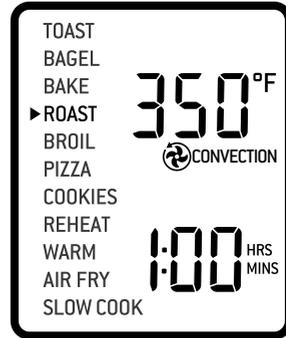 TOAST
BAGEL
BAKE
ROAST
BROIL
PIZZA
COOKIES
REHEAT
WARM
AIR FRY
SLOW COOK
350°F
CONVECTION
1:00 HRS
MINS